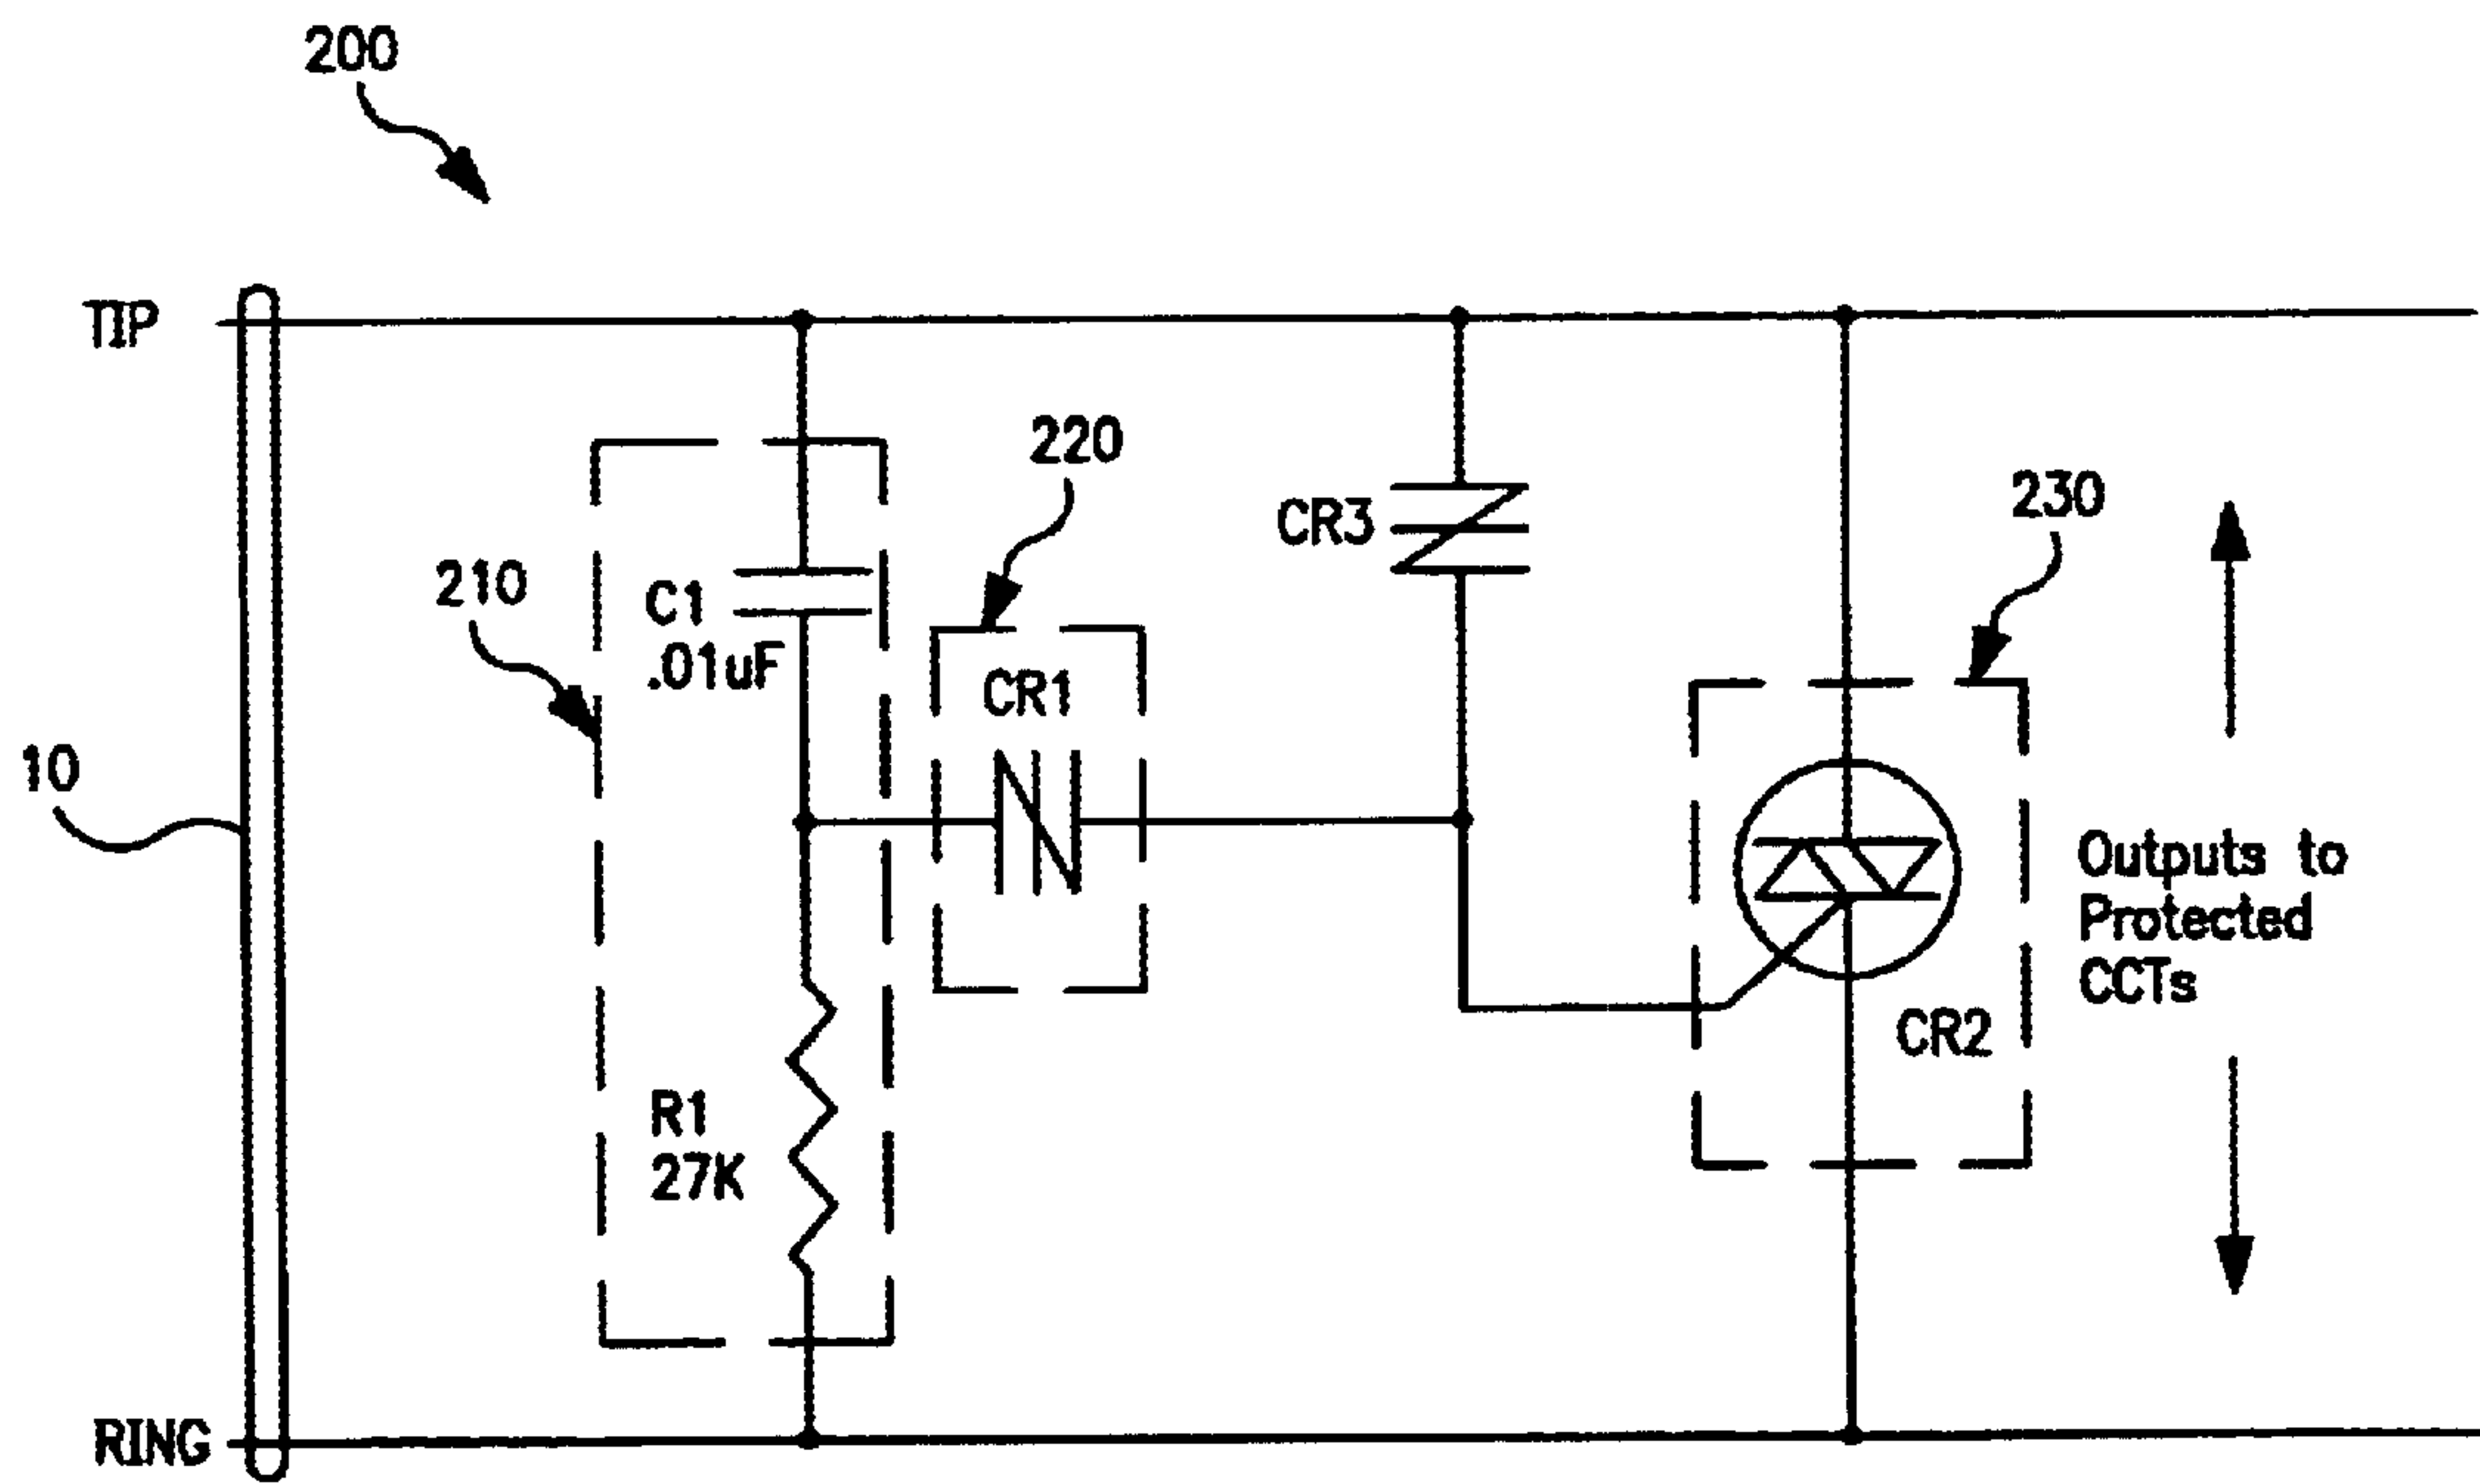 200
TIP
220
CR3
230
210
C1
.01uF
CR1
10
Outputs to
Protected
CCTs
CR2
R1
27K
RING